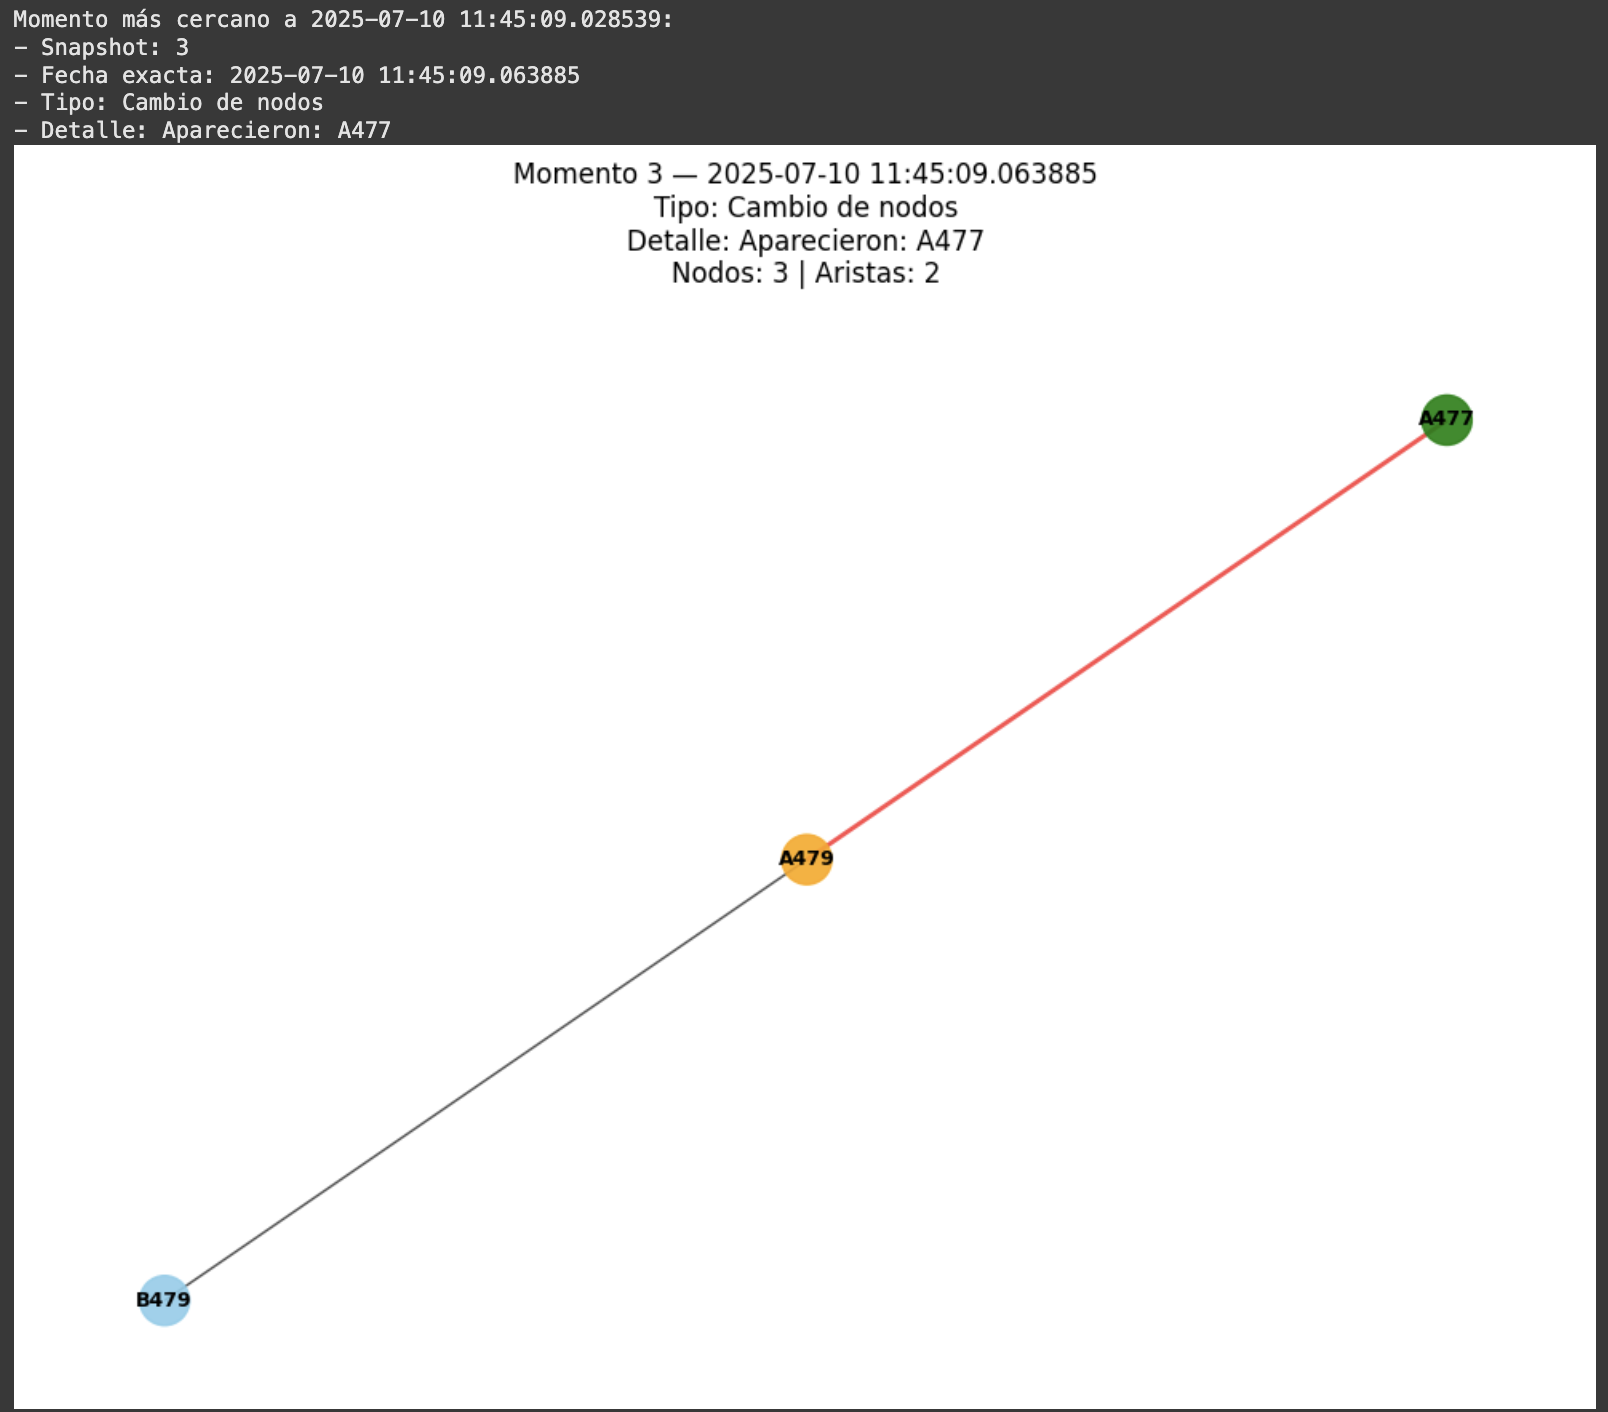 Momento más cercano a 2025-07-10 11:45:09.028539:
- Snapshot: 3
- Fecha exacta: 2025-07-10 11:45:09.063885
- Tipo: Cambio de nodos
- Detalle: Aparecieron: A477
Momento 3 — 2025-07-10 11:45:09.063885
Tipo: Cambio de nodos
Detalle: Aparecieron: A477
Nodos: 3 | Aristas: 2
A477
A479
B479